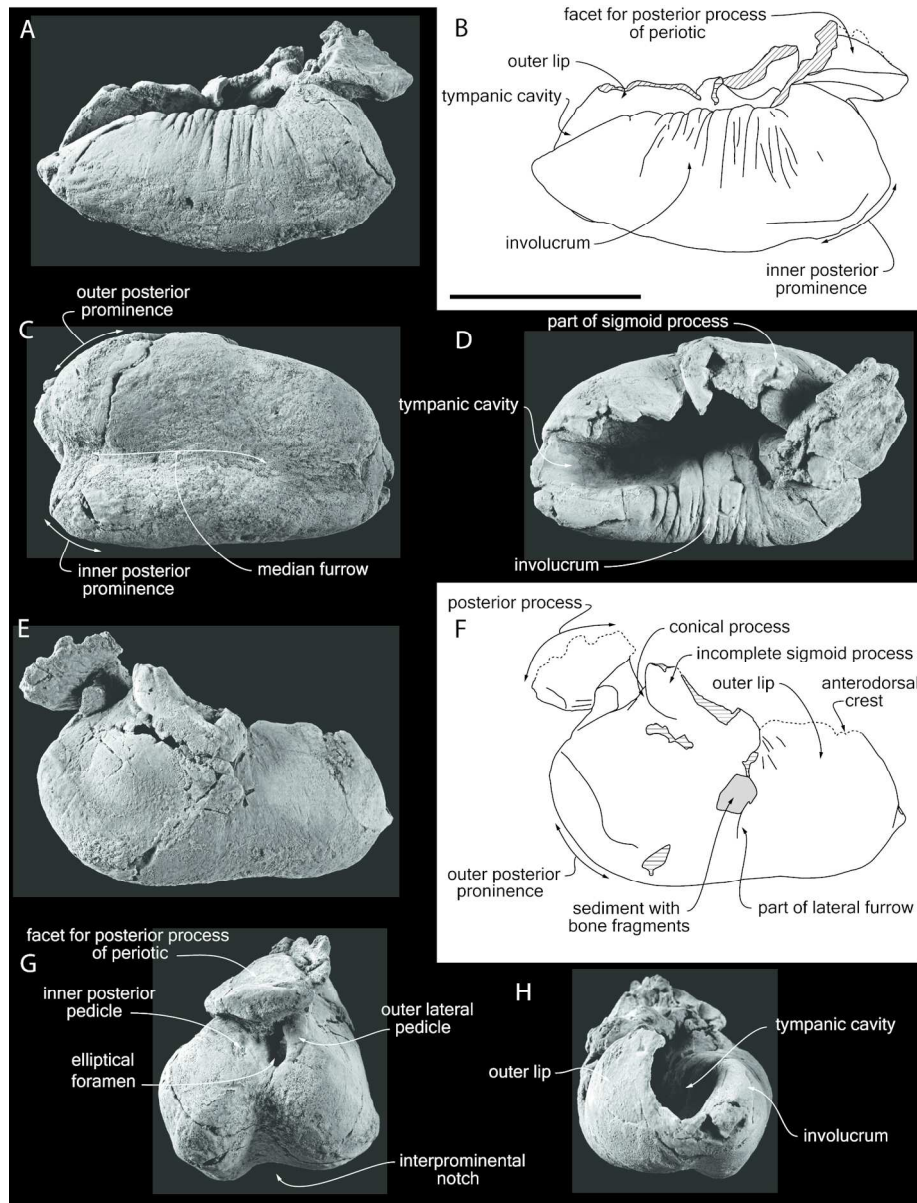 A
B
facet for posterior process
of periotic
outer lip
tympanic cavity
involucrum
inner posterior
prominence
outer posterior
prominence
C
inner posterior
prominence
median furrow
part of sigmoid process
D
tympanic cavity
involucrum
E
F
posterior process
conical process
incomplete sigmoid process
outer lip
anterodorsal
crest
outer posterior
proninence
sediment with
bone fragments
part of lateral furrow
facet for posterior process
of periotic
G
inner posterior
pedicle
outer lateral
pedicle
elliptical
foramen
interprominental
notch
H
tympanic cavity
outer lip
involucrum